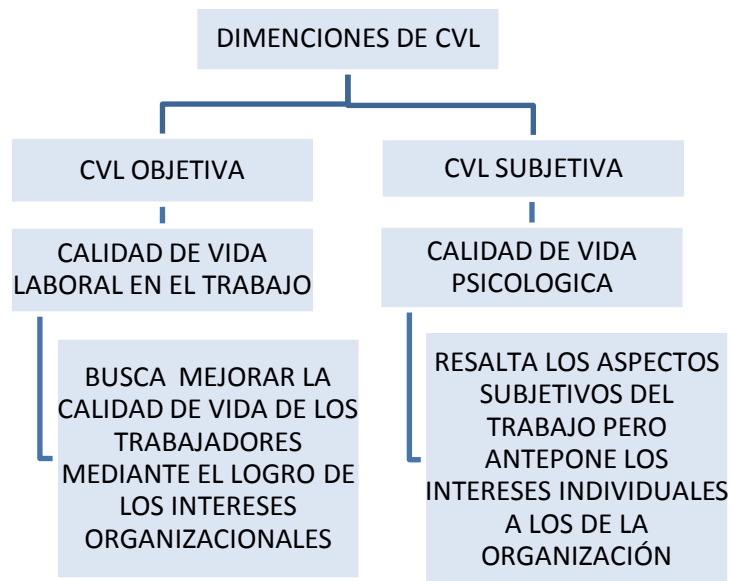 DIMENCIONES DE CVL
CVL OBJETIVA
CALIDAD DE VIDA
LABORAL EN EL TRABAJO
BUSCA MEJORAR LA
CALIDAD DE VIDA DE LOS
TRABAJADORES
MEDIANTE EL LOGRO DE
LOS INTERESES
ORGANIZACIONALES
CVL SUBJETIVA
CALIDAD DE VIDA
PSICOLOGICA
RESALTA LOS ASPECTOS
SUBJETIVOS DEL
TRABAJO PERO
ANTEPONE LOS
INTERESES INDIVIDUALES
A LOS DE LA
ORGANIZACIÓN